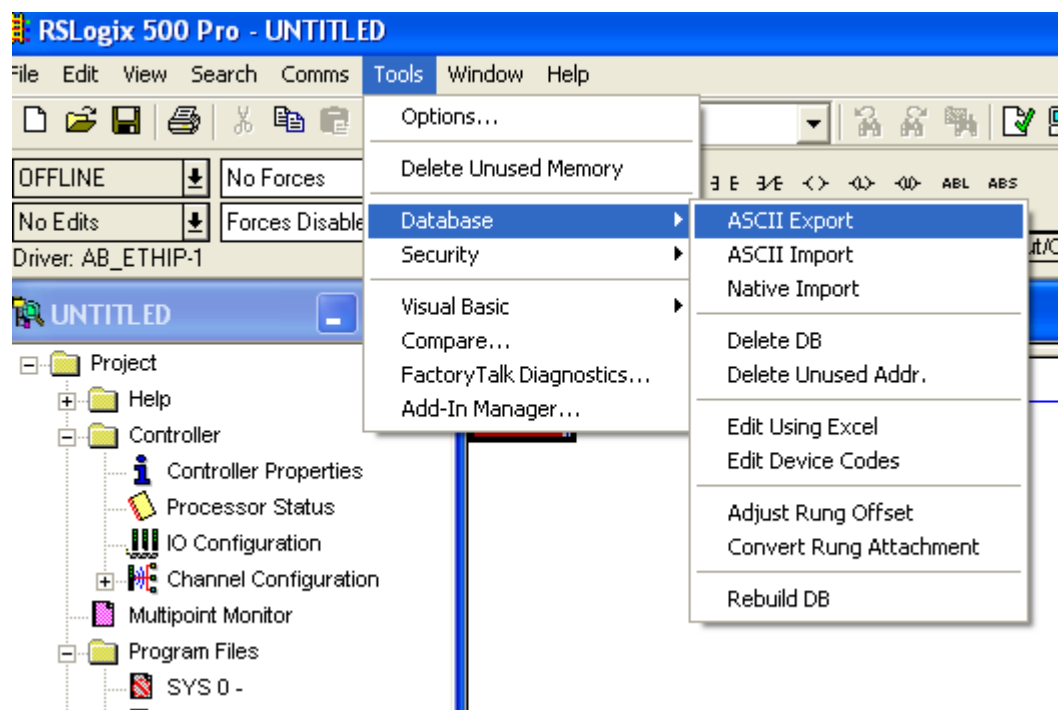 RSLogix 500 Pro - UNTITLED
File Edit View Search Comms Tools Window Help
Options...
Delete Unused Memory
OFFLINE No Forces
ABL ABS
No Edits Forces Disable
Database ASCII Export
Driver: AB_ETHIP-1
Security ASCII Import
Native Import
UNTITLED
Visual Basic
Compare... Delete DB
FactoryTalk Diagnostics... Delete Unused Addr.
Add-In Manager...
Edit Using Excel
Edit Device Codes
Adjust Rung Offset
Convert Rung Attachment
Rebuild DB
Project
Help
Controller
Controller Properties
Processor Status
IO Configuration
Channel Configuration
Multipoint Monitor
Program Files
SYS 0 -